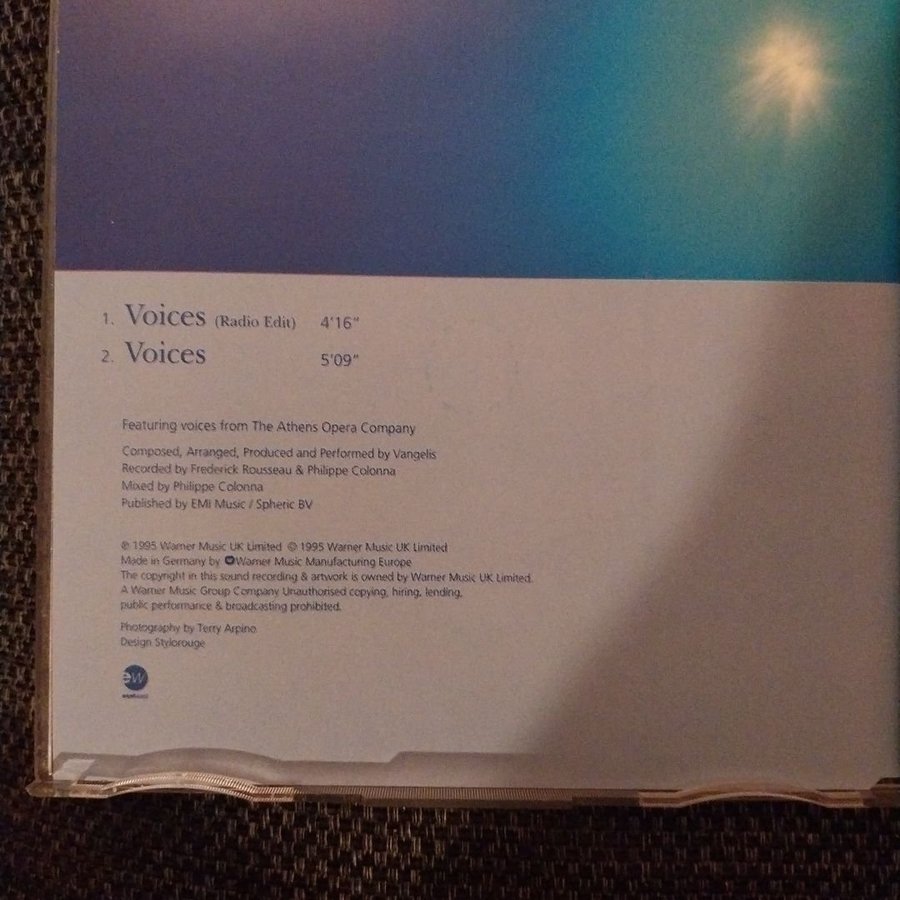 1. Voices (Radio Edit) 4'16"
2. Voices 5'09"
Featuring voices from The Athens Opera Company
Composed, Arranged, Produced and Performed by Vangelis
Recorded by Frederick Rousseau & Philippe Colonna
Mixed by Philippe Colonna
Published by EMI Music / Spheric BV
℗ 1995 Warner Music UK Limited © 1995 Warner Music UK Limited
Made in Germany by Warner Music Manufacturing Europe
The copyright in this sound recording & artwork is owned by Warner Music UK Limited.
A Warner Music Group Company Unauthorised copying, hiring, lending,
public performance & broadcasting prohibited.
Photography by Terry Arpino
Design Stylorouge
ew